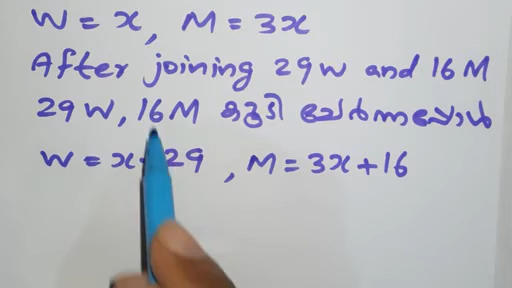 W = x, M = 3x
After joining 29W and 16M
29W, 16M കൂടി ചേർന്നപ്പോൾ
W = x+29, M = 3x+16